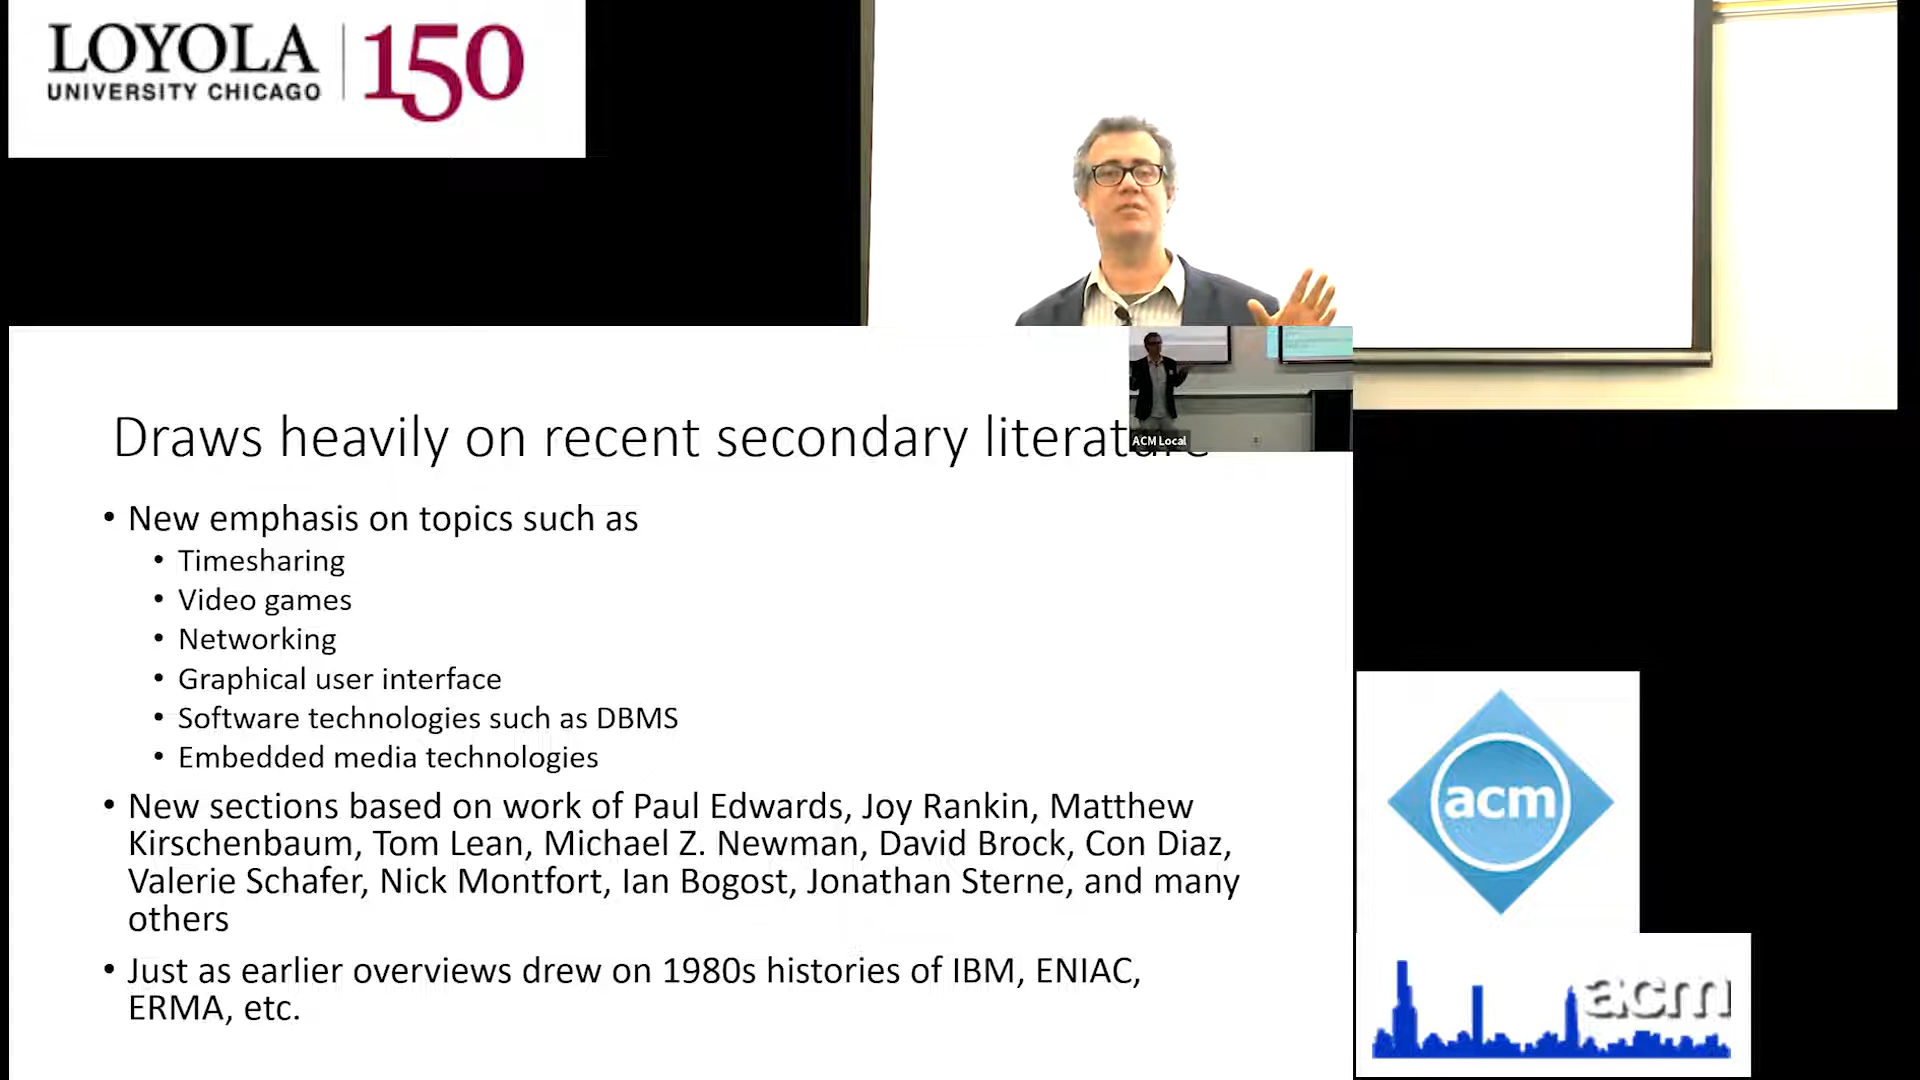 LOYOLA
UNIVERSITY CHICAGO
150
ACM Local
Draws heavily on recent secondary literature
• New emphasis on topics such as
• Timesharing
• Video games
• Networking
• Graphical user interface
• Software technologies such as DBMS
• Embedded media technologies
• New sections based on work of Paul Edwards, Joy Rankin, Matthew
Kirschenbaum, Tom Lean, Michael Z. Newman, David Brock, Con Diaz,
Valerie Schafer, Nick Montfort, Ian Bogost, Jonathan Sterne, and many
others
• Just as earlier overviews drew on 1980s histories of IBM, ENIAC,
ERMA, etc.
acm
acm